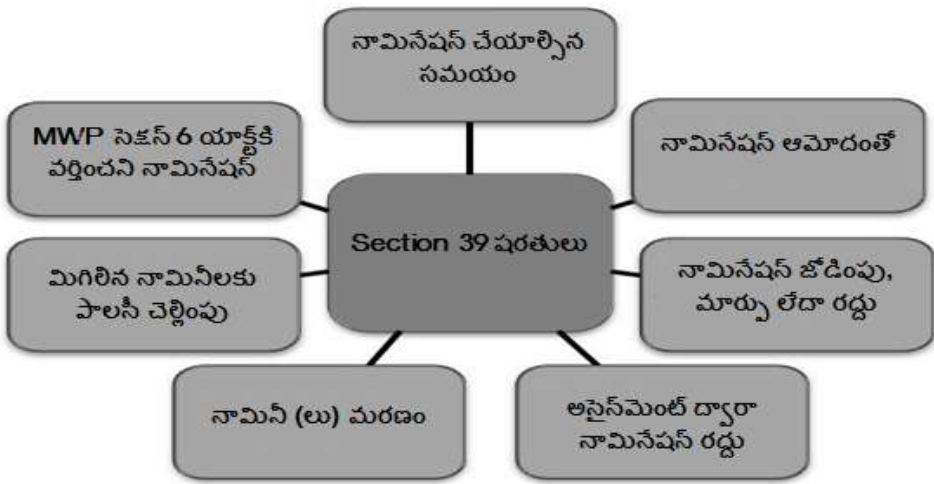 నామినేషన్ చేయాల్సిన
సమయం
MWP సెక్షన్ 6 యాక్ట్‌కి
వర్తించని నామినేషన్
నామినేషన్ ఆమోదంతో
Section 39 షరతులు
మిగిలిన నామినీలకు
పాలసీ చెల్లింపు
నామినేషన్ జోడింపు,
మార్పు లేదా రద్దు
నామినీ (లు) మరణం
అసైన్‌మెంట్ ద్వారా
నామినేషన్ రద్దు